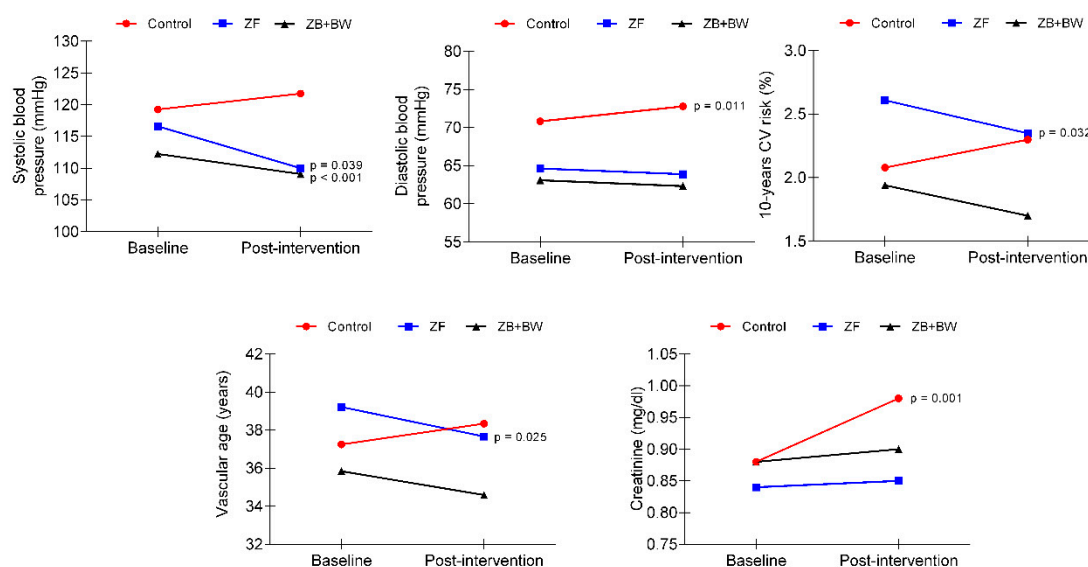 Control ZF ZB+BW
Systolic blood
pressure (mmHg)
130
125
120
115
110
105
100
p = 0.039
p < 0.001
Baseline Post-intervention
Control ZF ZB+BW
Diastolic blood
pressure (mmHg)
80
75
70
65
60
55
p = 0.011
Baseline Post-intervention
Control ZF ZB+BW
10-years CV risk (%)
3.0
2.5
2.0
1.5
p = 0.032
Baseline Post-intervention
Control ZF ZB+BW
Vascular age (years)
42
40
38
36
34
32
p = 0.025
Baseline Post-intervention
Control ZF ZB+BW
Creatinine (mg/dl)
1.05
1.00
0.95
0.90
0.85
0.80
0.75
p = 0.001
Baseline Post-intervention